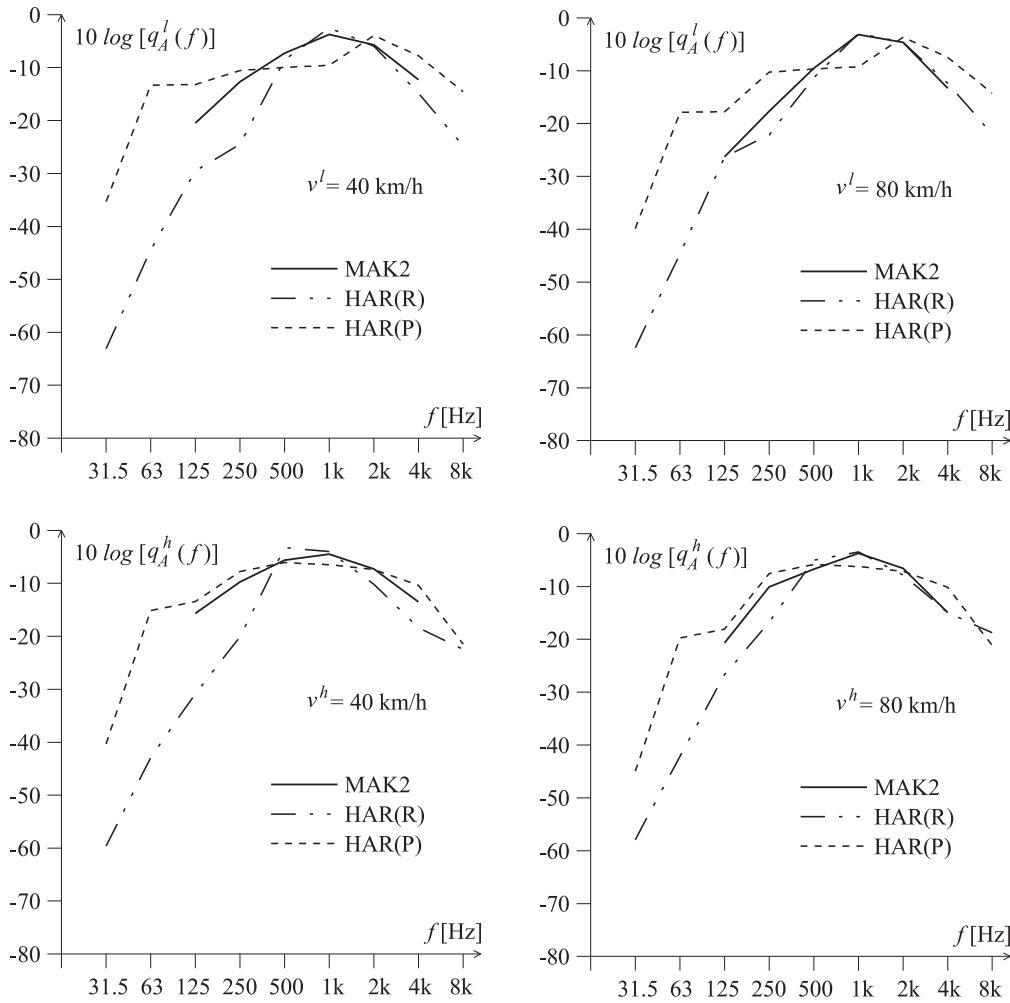 10 log [q_A^l (f)]
0
-10
-20
-30
-40
-50
-60
-70
-80
v^l = 40 km/h
MAK2
HAR(R)
HAR(P)
f [Hz]
31.5 63 125 250 500 1k 2k 4k 8k
10 log [q_A^l (f)]
0
-10
-20
-30
-40
-50
-60
-70
-80
v^l = 80 km/h
MAK2
HAR(R)
HAR(P)
f [Hz]
31.5 63 125 250 500 1k 2k 4k 8k
10 log [q_A^h (f)]
0
-10
-20
-30
-40
-50
-60
-70
-80
v^h = 40 km/h
MAK2
HAR(R)
HAR(P)
f [Hz]
31.5 63 125 250 500 1k 2k 4k 8k
10 log [q_A^h (f)]
0
-10
-20
-30
-40
-50
-60
-70
-80
v^h = 80 km/h
MAK2
HAR(R)
HAR(P)
f [Hz]
31.5 63 125 250 500 1k 2k 4k 8k